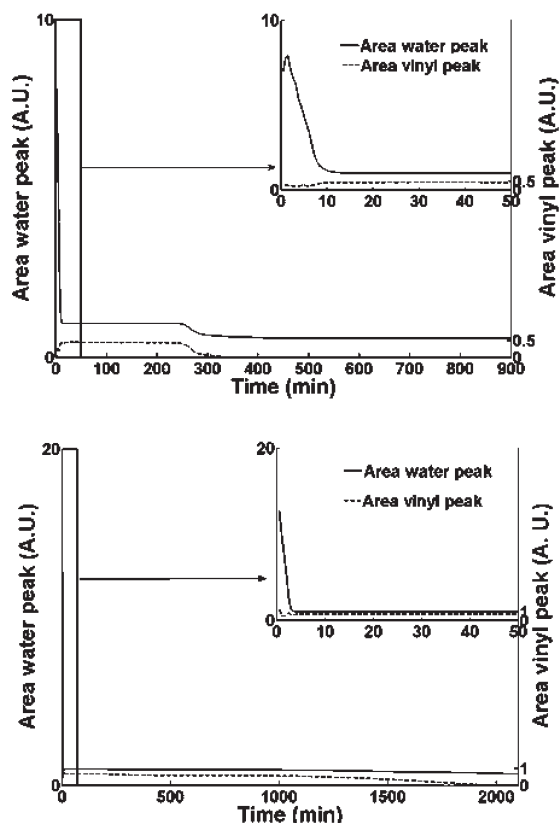 10
10
Area water peak
Area vinyl peak
0
0.5
0
0 10 20 30 40 50
Area water peak (A.U.)
Area vinyl peak (A.U.)
0
0.5
0
0 100 200 300 400 500 600 700 800 900
Time (min)
20
20
Area water peak
Area vinyl peak
0
1
0
0 10 20 30 40 50
Area water peak (A.U.)
Area vinyl peak (A. U.)
0
1
0
0 500 1000 1500 2000
Time (min)